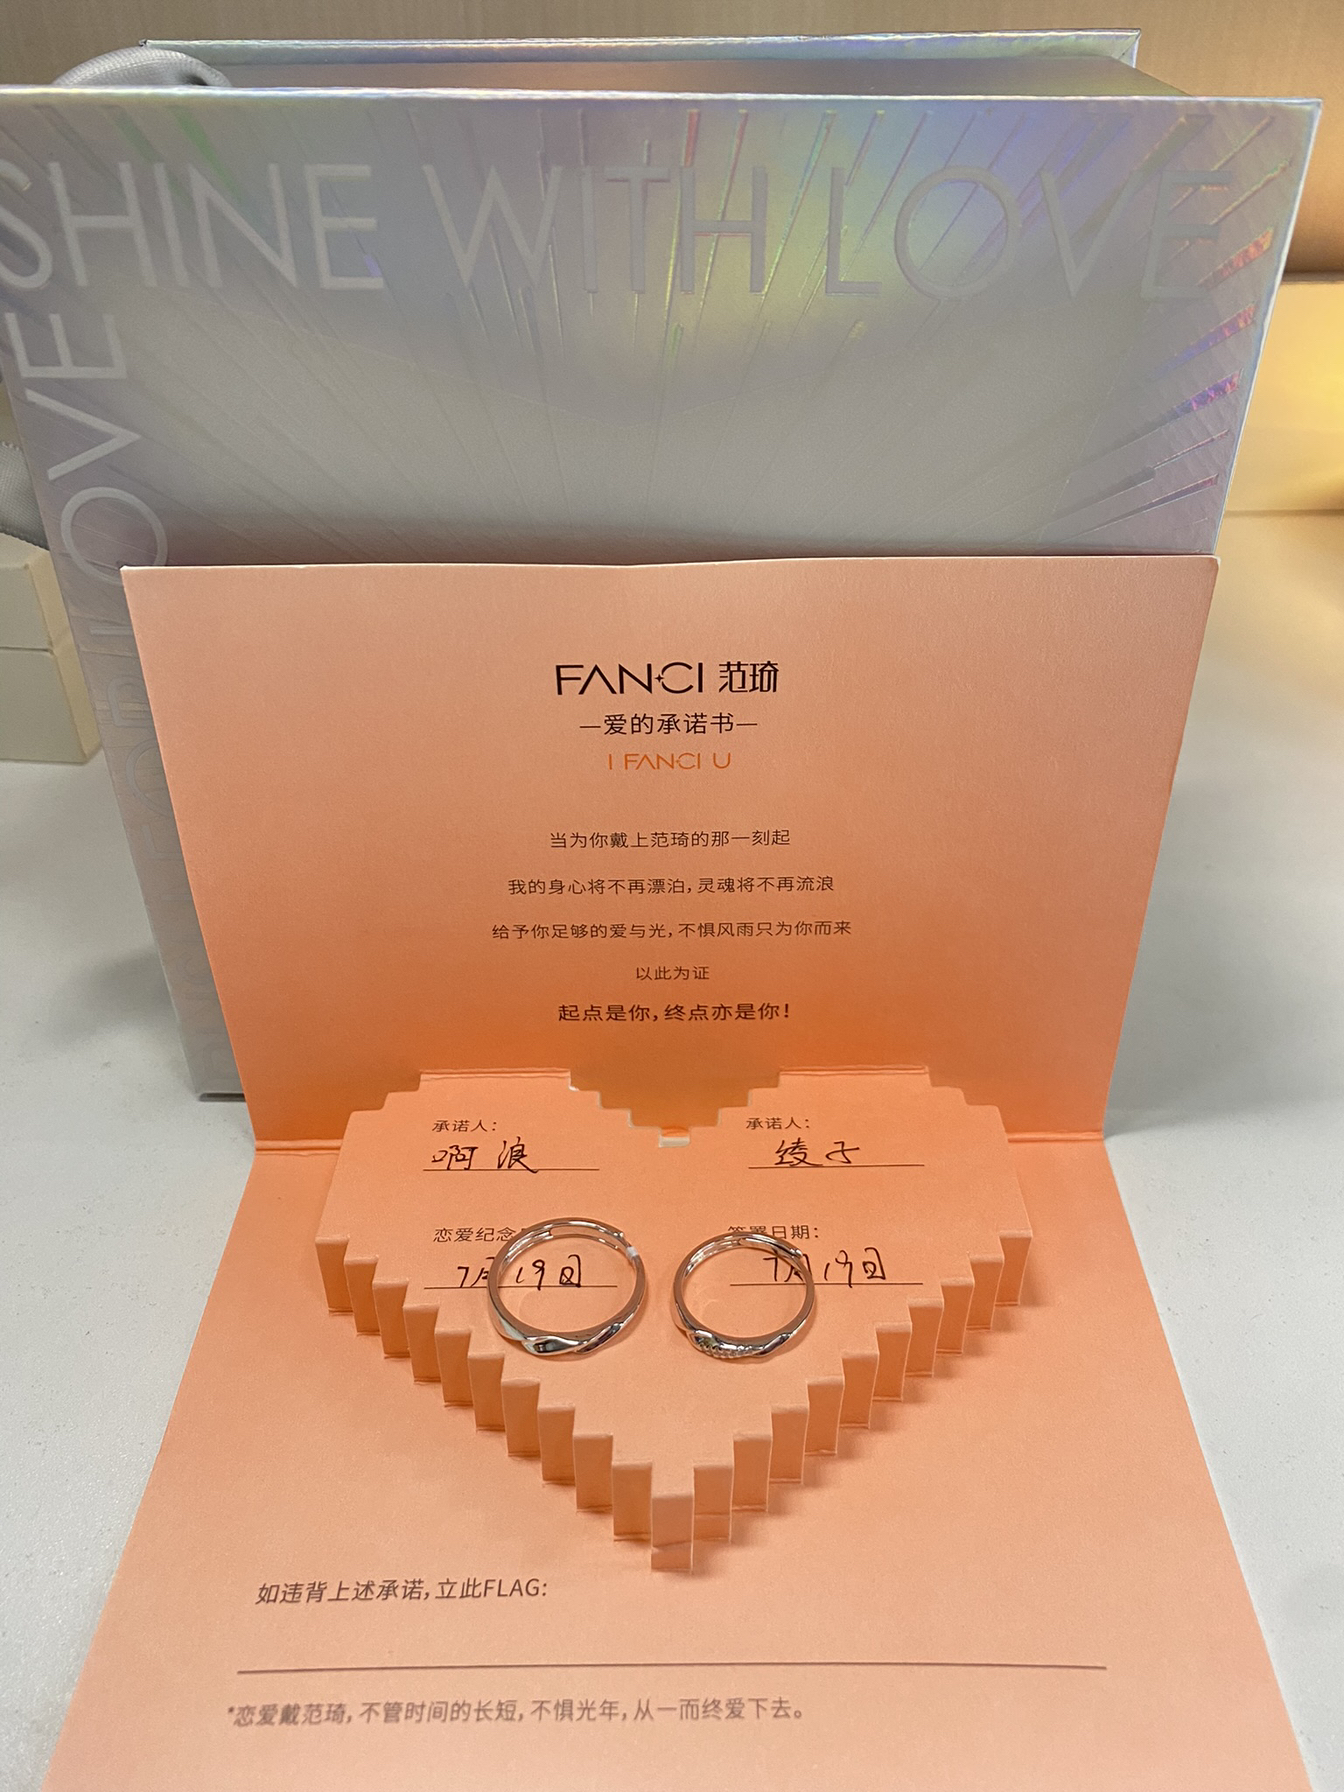 SHINE WITH LOVE
FANCI 范琦
—爱的承诺书—
I FANCI U
当为你戴上范琦的那一刻起
我的身心将不再漂泊，灵魂将不再流浪
给予你足够的爱与光，不惧风雨只为你而来
以此为证
起点是你，终点亦是你！
承诺人：
啊浪
承诺人：
绫子
恋爱纪念
7月19日
签署日期：
7月19日
如违背上述承诺，立此FLAG:
*恋爱戴范琦，不管时间的长短，不惧光年，从一而终爱下去。